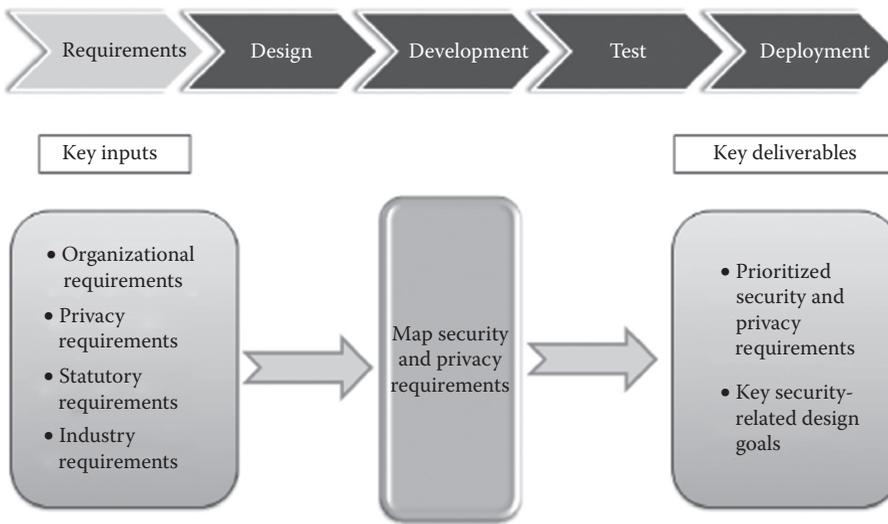 Requirements
Design
Development
Test
Deployment
Key inputs
Key deliverables
• Organizational
requirements
• Privacy
requirements
• Statutory
requirements
• Industry
requirements
Map security
and privacy
requirements
• Prioritized
security and
privacy
requirements
• Key security-
related design
goals